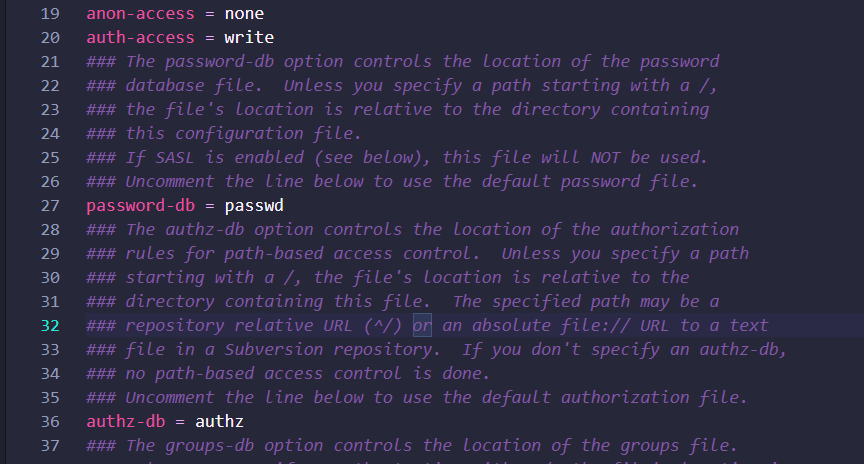 19 anon-access = none
20 auth-access = write
21 ### The password-db option controls the location of the password
22 ### database file.  Unless you specify a path starting with a /,
23 ### the file's location is relative to the directory containing
24 ### this configuration file.
25 ### If SASL is enabled (see below), this file will NOT be used.
26 ### Uncomment the line below to use the default password file.
27 password-db = passwd
28 ### The authz-db option controls the location of the authorization
29 ### rules for path-based access control.  Unless you specify a path
30 ### starting with a /, the file's location is relative to the
31 ### directory containing this file.  The specified path may be a
32 ### repository relative URL (^/) or an absolute file:// URL to a text
33 ### file in a Subversion repository.  If you don't specify an authz-db,
34 ### no path-based access control is done.
35 ### Uncomment the line below to use the default authorization file.
36 authz-db = authz
37 ### The groups-db option controls the location of the groups file.